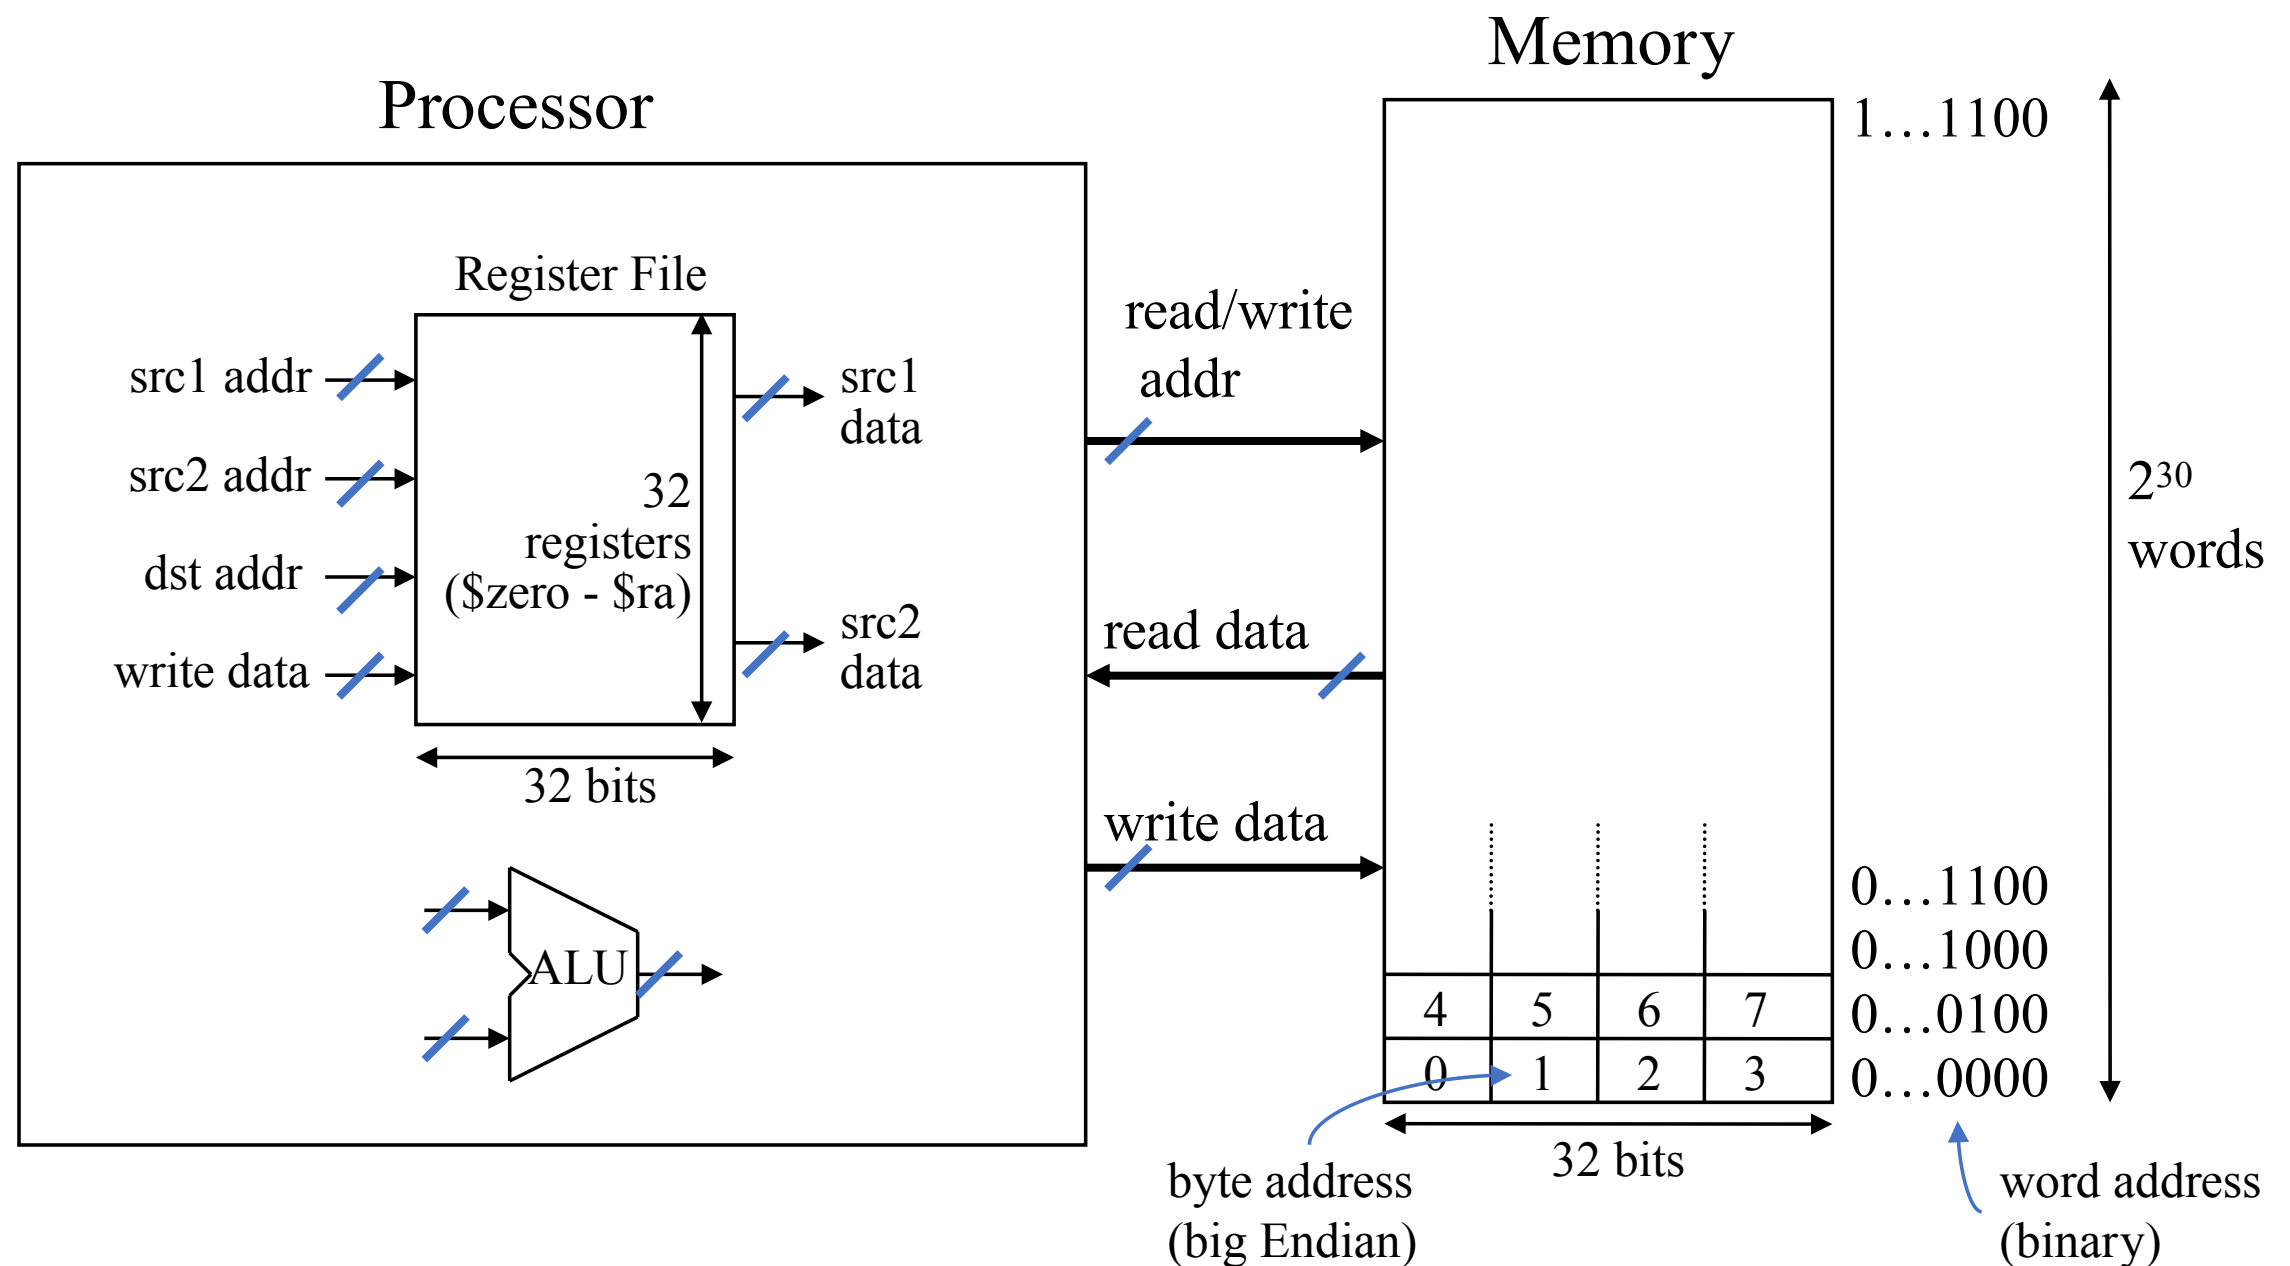 Memory
Processor
1…1100
Register File
src1 addr
src2 addr
dst addr
write data
32
registers
($zero - $ra)
src1
data
src2
data
32 bits
ALU
read/write
addr
read data
write data
2³⁰
words
0…1100
0…1000
4 5 6 7 0…0100
0 1 2 3 0…0000
32 bits
byte address
(big Endian)
word address
(binary)